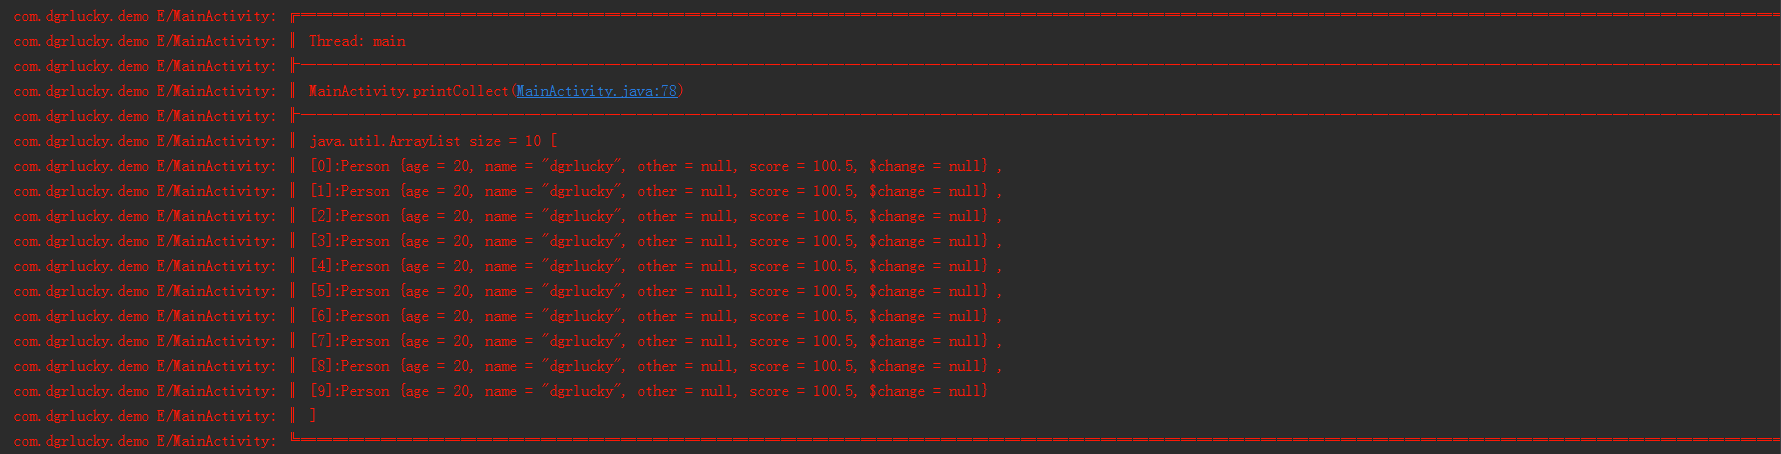 com.dgrlucky.demo E/MainActivity: ╔════════════════════════════════════════
com.dgrlucky.demo E/MainActivity: ║ Thread: main
com.dgrlucky.demo E/MainActivity: ╟────────────────────────────────────────
com.dgrlucky.demo E/MainActivity: ║ MainActivity.printCollect(MainActivity.java:78)
com.dgrlucky.demo E/MainActivity: ╟────────────────────────────────────────
com.dgrlucky.demo E/MainActivity: ║ java.util.ArrayList size = 10 [
com.dgrlucky.demo E/MainActivity: ║ [0]:Person {age = 20, name = "dgrlucky", other = null, score = 100.5, $change = null} ,
com.dgrlucky.demo E/MainActivity: ║ [1]:Person {age = 20, name = "dgrlucky", other = null, score = 100.5, $change = null} ,
com.dgrlucky.demo E/MainActivity: ║ [2]:Person {age = 20, name = "dgrlucky", other = null, score = 100.5, $change = null} ,
com.dgrlucky.demo E/MainActivity: ║ [3]:Person {age = 20, name = "dgrlucky", other = null, score = 100.5, $change = null} ,
com.dgrlucky.demo E/MainActivity: ║ [4]:Person {age = 20, name = "dgrlucky", other = null, score = 100.5, $change = null} ,
com.dgrlucky.demo E/MainActivity: ║ [5]:Person {age = 20, name = "dgrlucky", other = null, score = 100.5, $change = null} ,
com.dgrlucky.demo E/MainActivity: ║ [6]:Person {age = 20, name = "dgrlucky", other = null, score = 100.5, $change = null} ,
com.dgrlucky.demo E/MainActivity: ║ [7]:Person {age = 20, name = "dgrlucky", other = null, score = 100.5, $change = null} ,
com.dgrlucky.demo E/MainActivity: ║ [8]:Person {age = 20, name = "dgrlucky", other = null, score = 100.5, $change = null} ,
com.dgrlucky.demo E/MainActivity: ║ [9]:Person {age = 20, name = "dgrlucky", other = null, score = 100.5, $change = null}
com.dgrlucky.demo E/MainActivity: ║ ]
com.dgrlucky.demo E/MainActivity: ╚════════════════════════════════════════